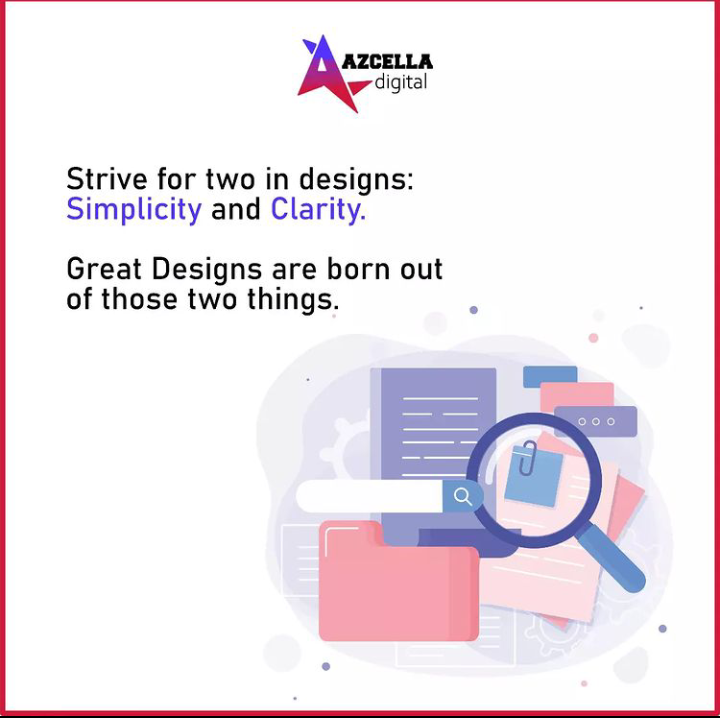 AZCELLA
digital
Strive for two in designs:
Simplicity and Clarity.
Great Designs are born out
of those two things.